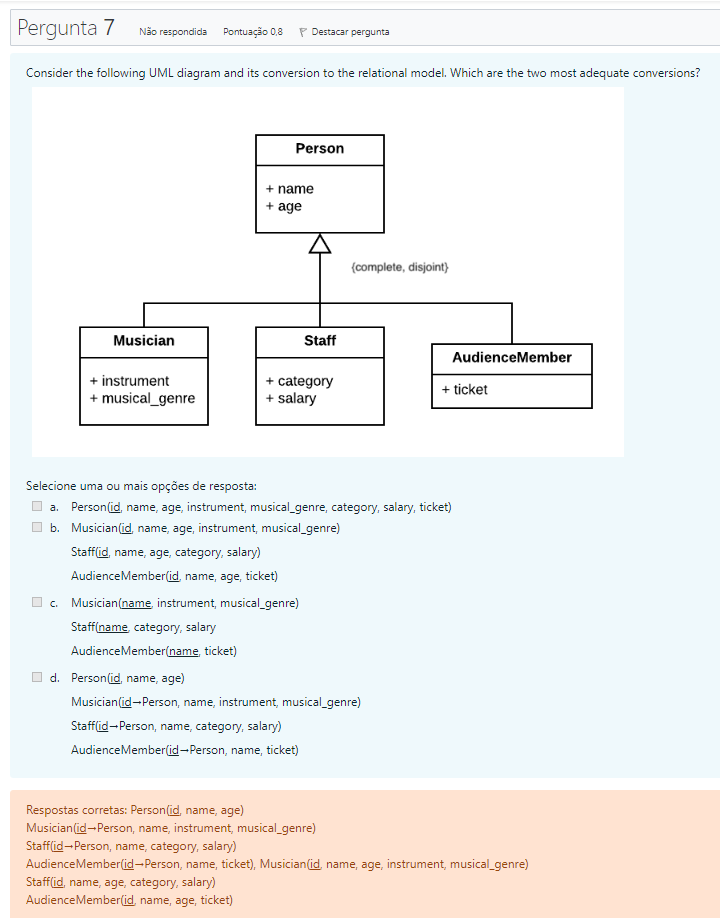 Pergunta 7 Não respondida Pontuação 0,8 Destacar pergunta
Consider the following UML diagram and its conversion to the relational model. Which are the two most adequate conversions?
Person
+ name
+ age
{complete, disjoint}
Musician
+ instrument
+ musical_genre
Staff
+ category
+ salary
AudienceMember
+ ticket
Selecione uma ou mais opções de resposta:
a. Person(id, name, age, instrument, musical_genre, category, salary, ticket)
b. Musician(id, name, age, instrument, musical_genre)
Staff(id, name, age, category, salary)
AudienceMember(id, name, age, ticket)
c. Musician(name, instrument, musical_genre)
Staff(name, category, salary
AudienceMember(name, ticket)
d. Person(id, name, age)
Musician(id→Person, name, instrument, musical_genre)
Staff(id→Person, name, category, salary)
AudienceMember(id→Person, name, ticket)
Respostas corretas: Person(id, name, age)
Musician(id→Person, name, instrument, musical_genre)
Staff(id→Person, name, category, salary)
AudienceMember(id→Person, name, ticket), Musician(id, name, age, instrument, musical_genre)
Staff(id, name, age, category, salary)
AudienceMember(id, name, age, ticket)